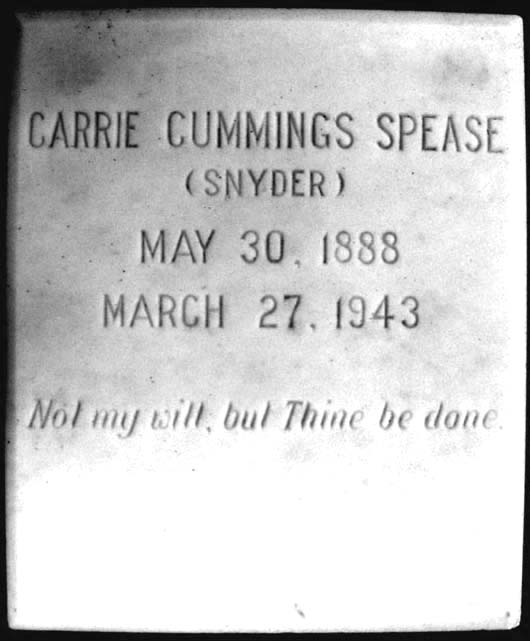 CARRIE CUMMINGS SPEASE
(SNYDER)
MAY 30, 1888
MARCH 27, 1943
Not my will, but Thine be done.